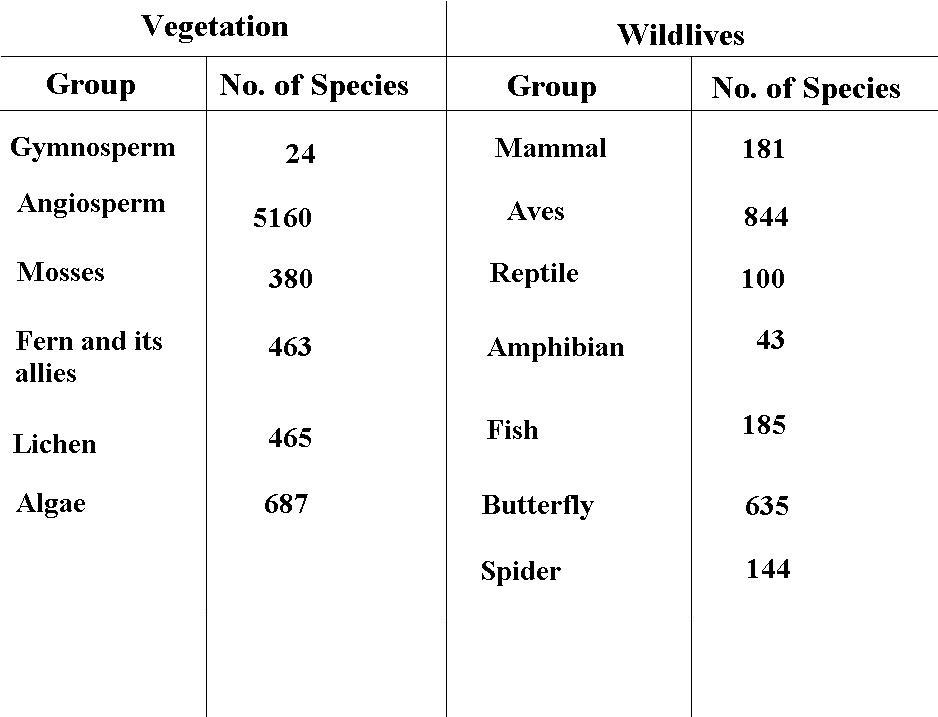 Vegetation Wildlives
Group No. of Species Group No. of Species
Gymnosperm 24 Mammal 181
Angiosperm 5160 Aves 844
Mosses 380 Reptile 100
Fern and its 463 Amphibian 43
allies
Lichen 465 Fish 185
Algae 687 Butterfly 635
Spider 144